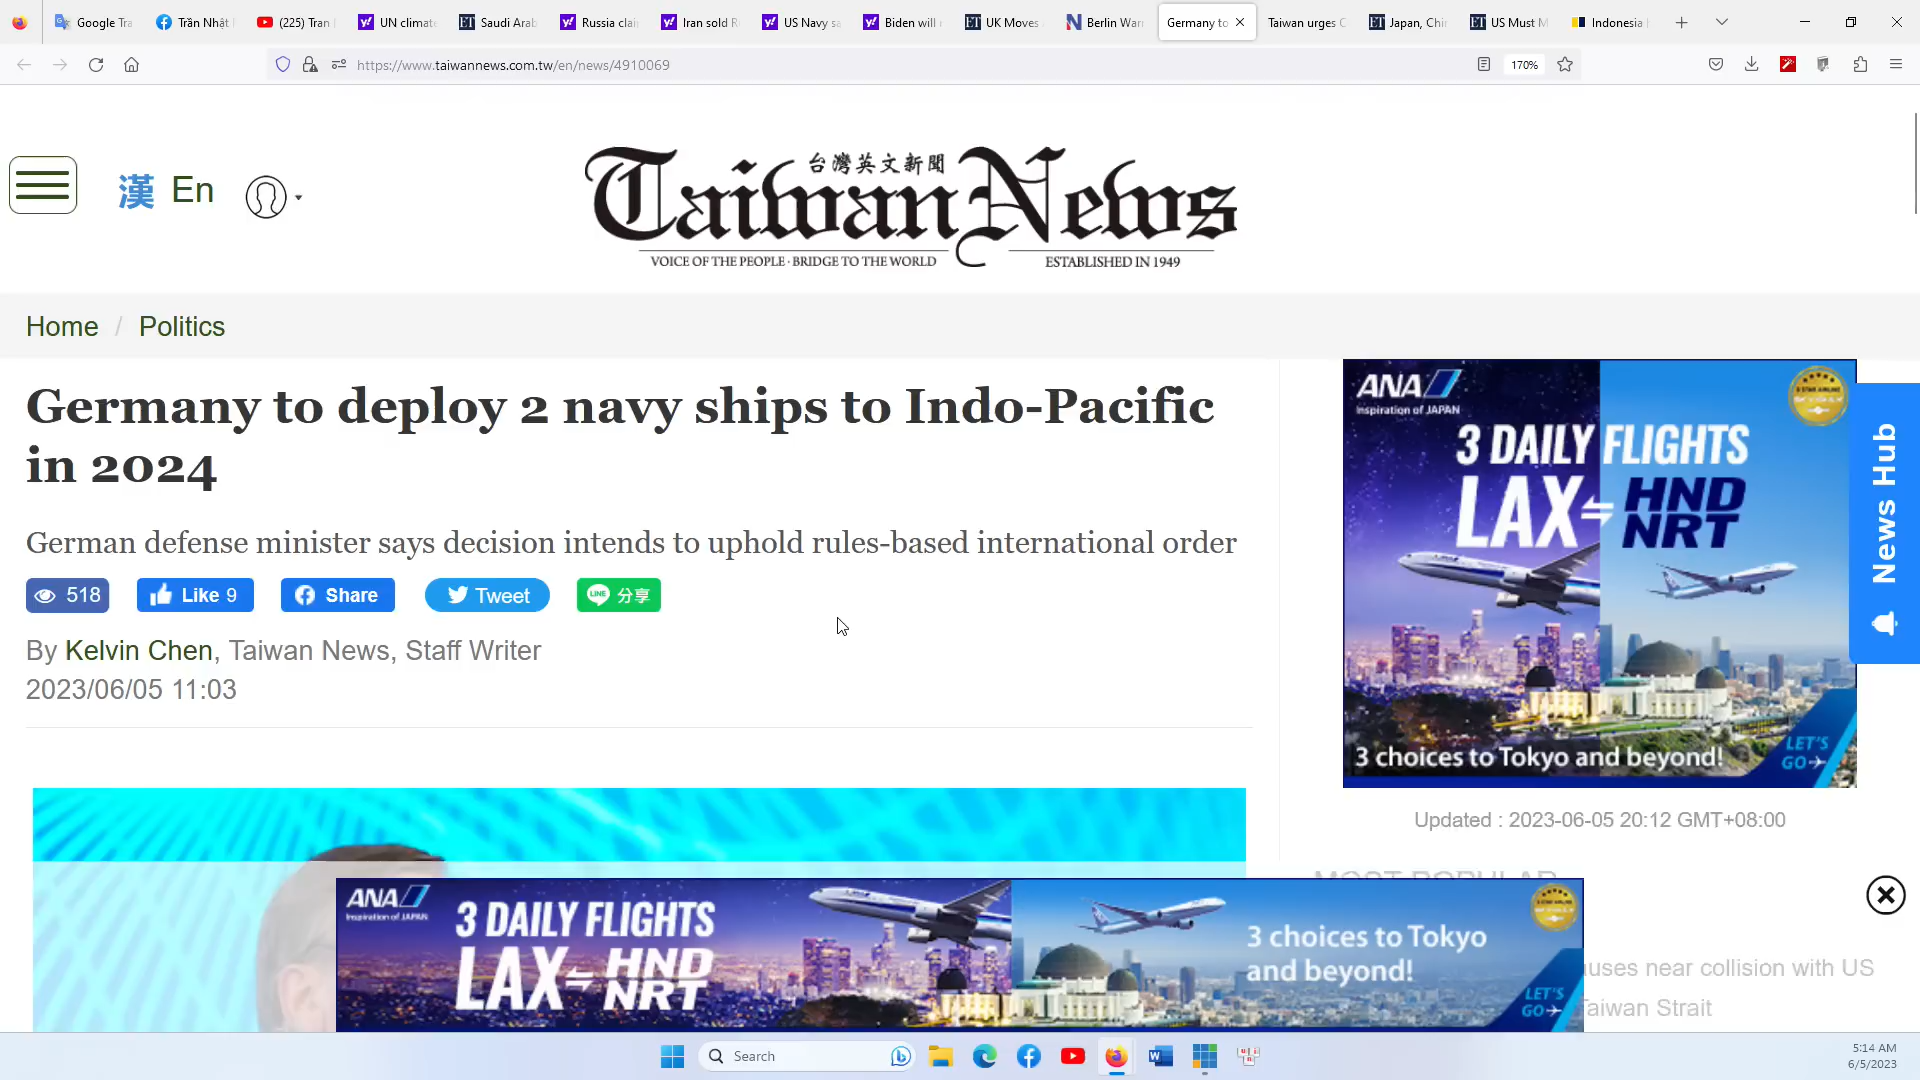 Google Tra
Trần Nhật
(225) Tran
UN climate
Saudi Arab
Russia clai
Iran sold R
US Navy sa
Biden will
UK Moves
Berlin War
Germany to
Taiwan urges C
Japan, Chi
US Must M
Indonesia
https://www.taiwannews.com.tw/en/news/4910069
170%
漢 En
台灣英文新聞
Taiwan News
VOICE OF THE PEOPLE · BRIDGE TO THE WORLD
ESTABLISHED IN 1949
Home / Politics
Germany to deploy 2 navy ships to Indo-Pacific
in 2024
German defense minister says decision intends to uphold rules-based international order
518
Like 9
Share
Tweet
LINE 分享
By Kelvin Chen, Taiwan News, Staff Writer
2023/06/05 11:03
ANA
Inspiration of JAPAN
3 DAILY FLIGHTS
LAX HND
NRT
3 choices to Tokyo and beyond!
LET'S
GO
News Hub
Updated : 2023-06-05 20:12 GMT+08:00
MOST POPULAR
auses near collision with US
Taiwan Strait
ANA
Inspiration of JAPAN
3 DAILY FLIGHTS
LAX HND
NRT
3 choices to Tokyo
and beyond!
LET'S
GO
Search
5:14 AM
6/5/2023